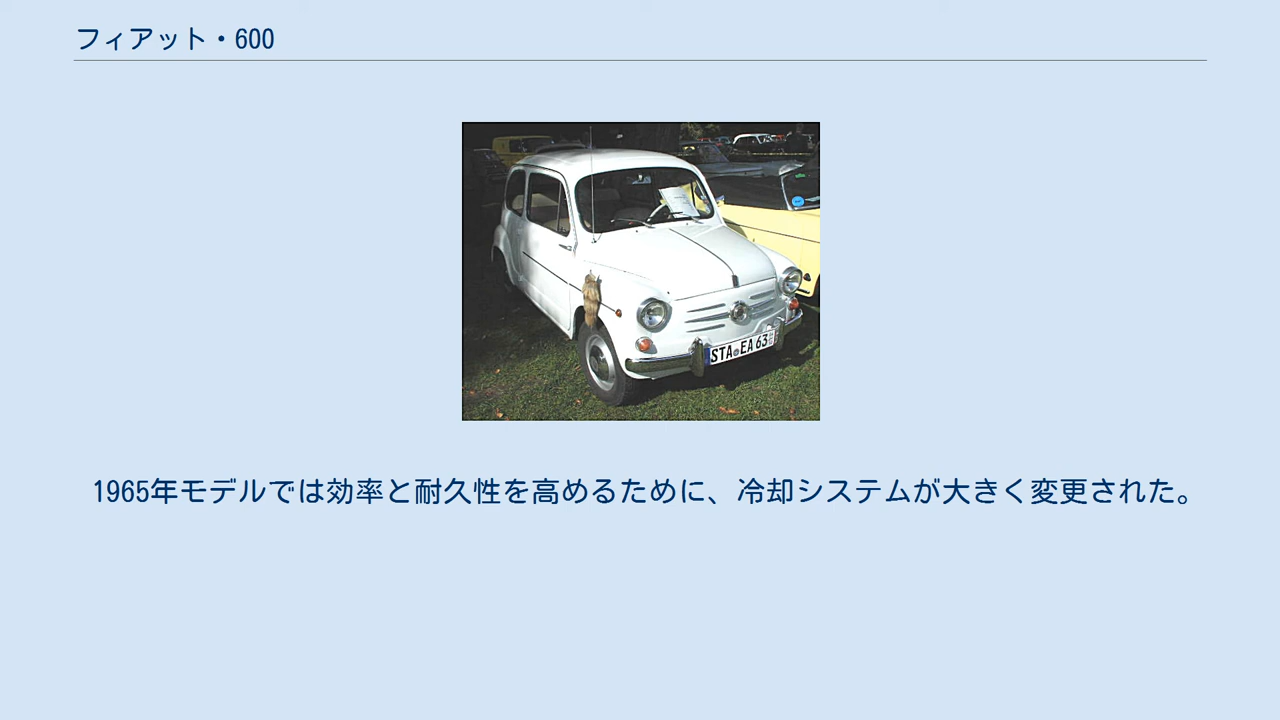 フィアット・600
STA EA 63
1965年モデルでは効率と耐久性を高めるために、冷却システムが大きく変更された。